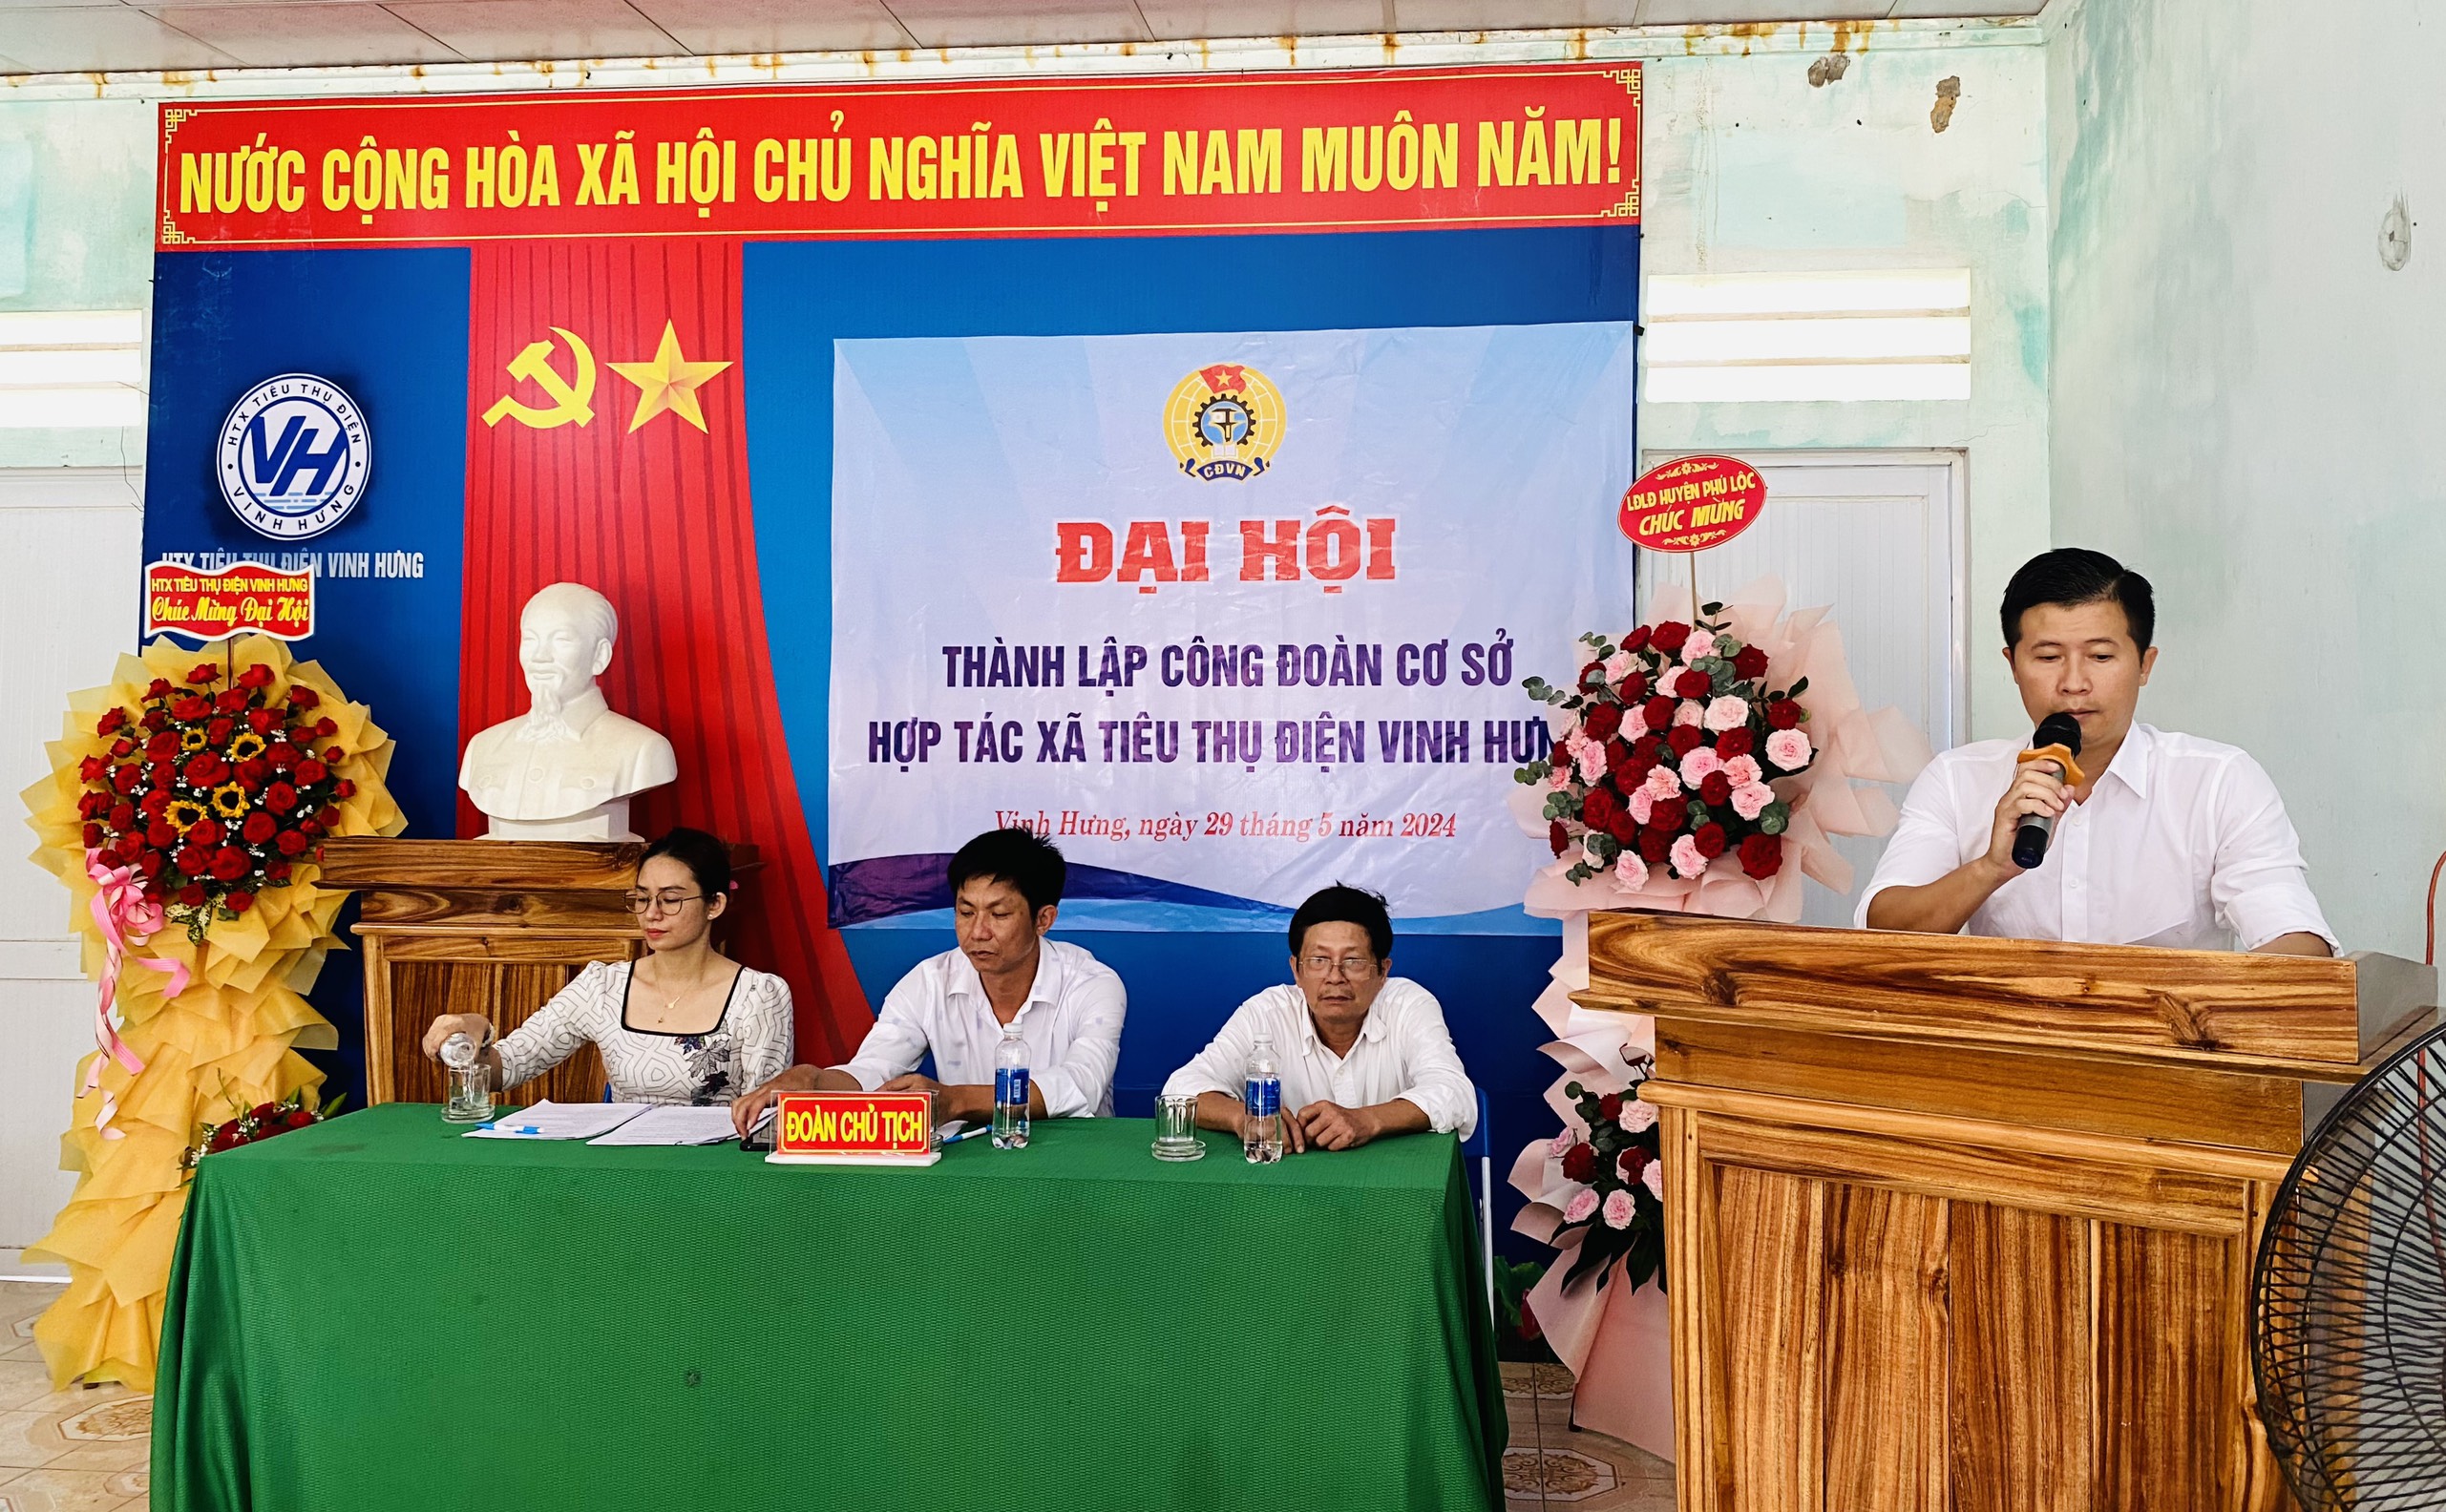 NƯỚC CỘNG HÒA XÃ HỘI CHỦ NGHĨA VIỆT NAM MUÔN NĂM!
HTX TIÊU THỤ ĐIỆN
VH
VINH HƯNG
HTX TIÊU THỤ ĐIỆN VINH HƯNG
HTX TIÊU THỤ ĐIỆN VINH HƯNG
Chúc Mừng Đại Hội
CĐVN
ĐẠI HỘI
THÀNH LẬP CÔNG ĐOÀN CƠ SỞ
HỢP TÁC XÃ TIÊU THỤ ĐIỆN VINH HƯN
Vinh Hưng, ngày 29 tháng 5 năm 2024
LĐLĐ HUYỆN PHÚ LỘC
CHÚC MỪNG
ĐOÀN CHỦ TỊCH